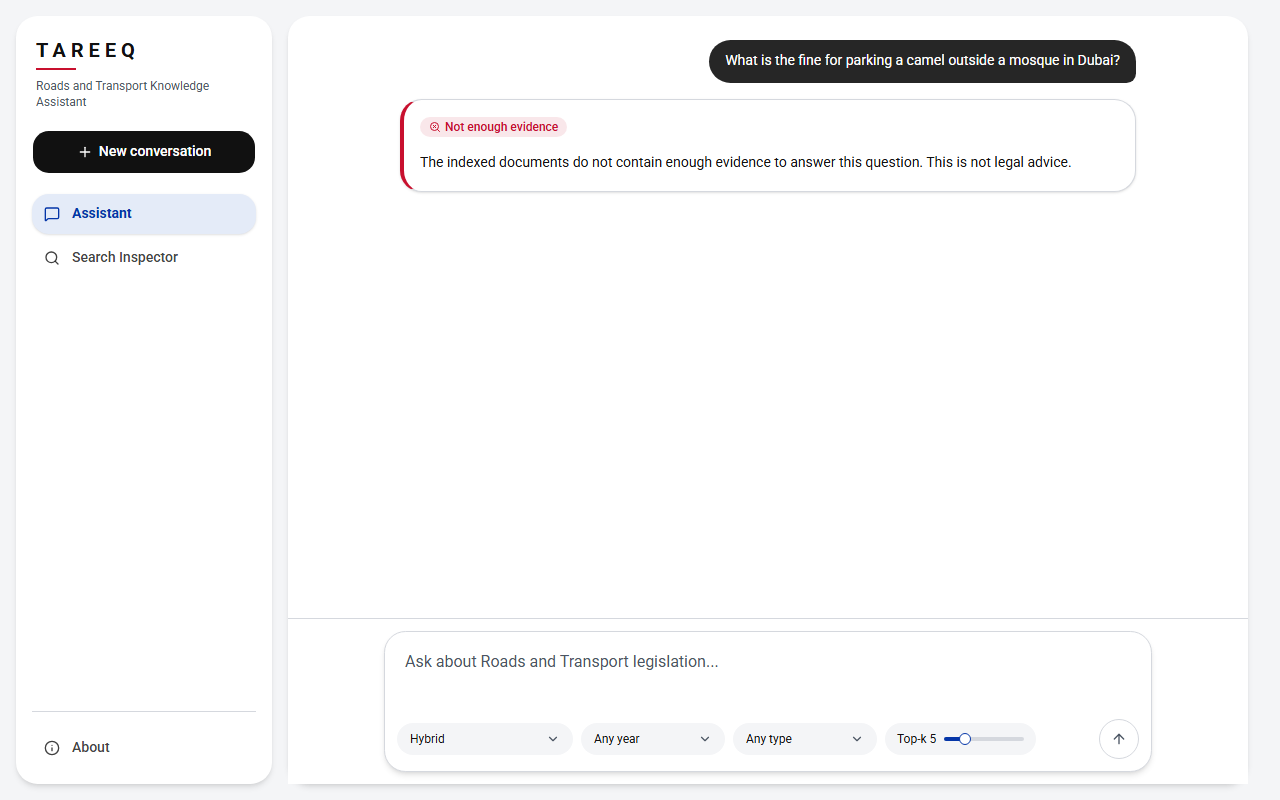 TAREEQ
Roads and Transport Knowledge
Assistant
New conversation
Assistant
Search Inspector
About
What is the fine for parking a camel outside a mosque in Dubai?
Not enough evidence
The indexed documents do not contain enough evidence to answer this question. This is not legal advice.
Ask about Roads and Transport legislation...
Hybrid
Any year
Any type
Top-k 5